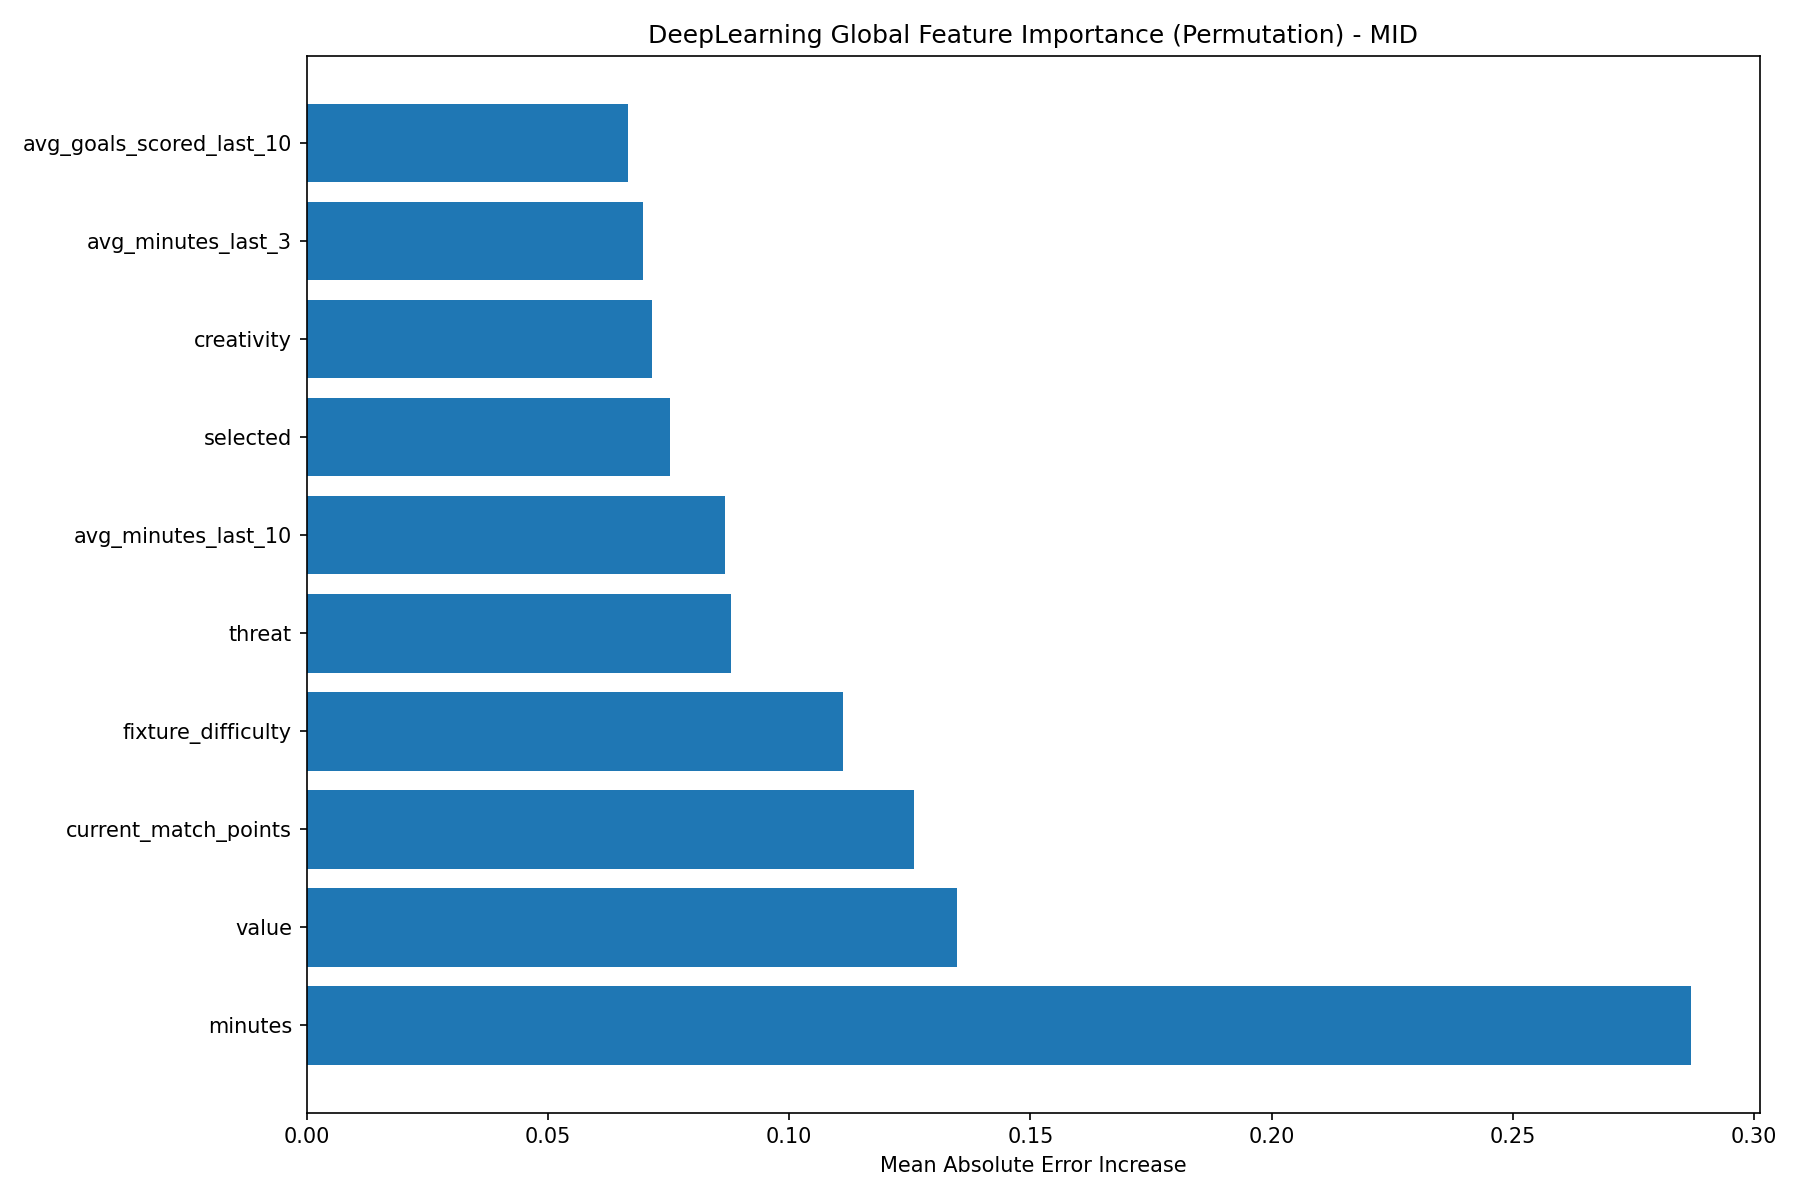 DeepLearning Global Feature Importance (Permutation) - MID
avg_goals_scored_last_10
avg_minutes_last_3
creativity
selected
avg_minutes_last_10
threat
fixture_difficulty
current_match_points
value
minutes
0.00 0.05 0.10 0.15 0.20 0.25 0.30
Mean Absolute Error Increase